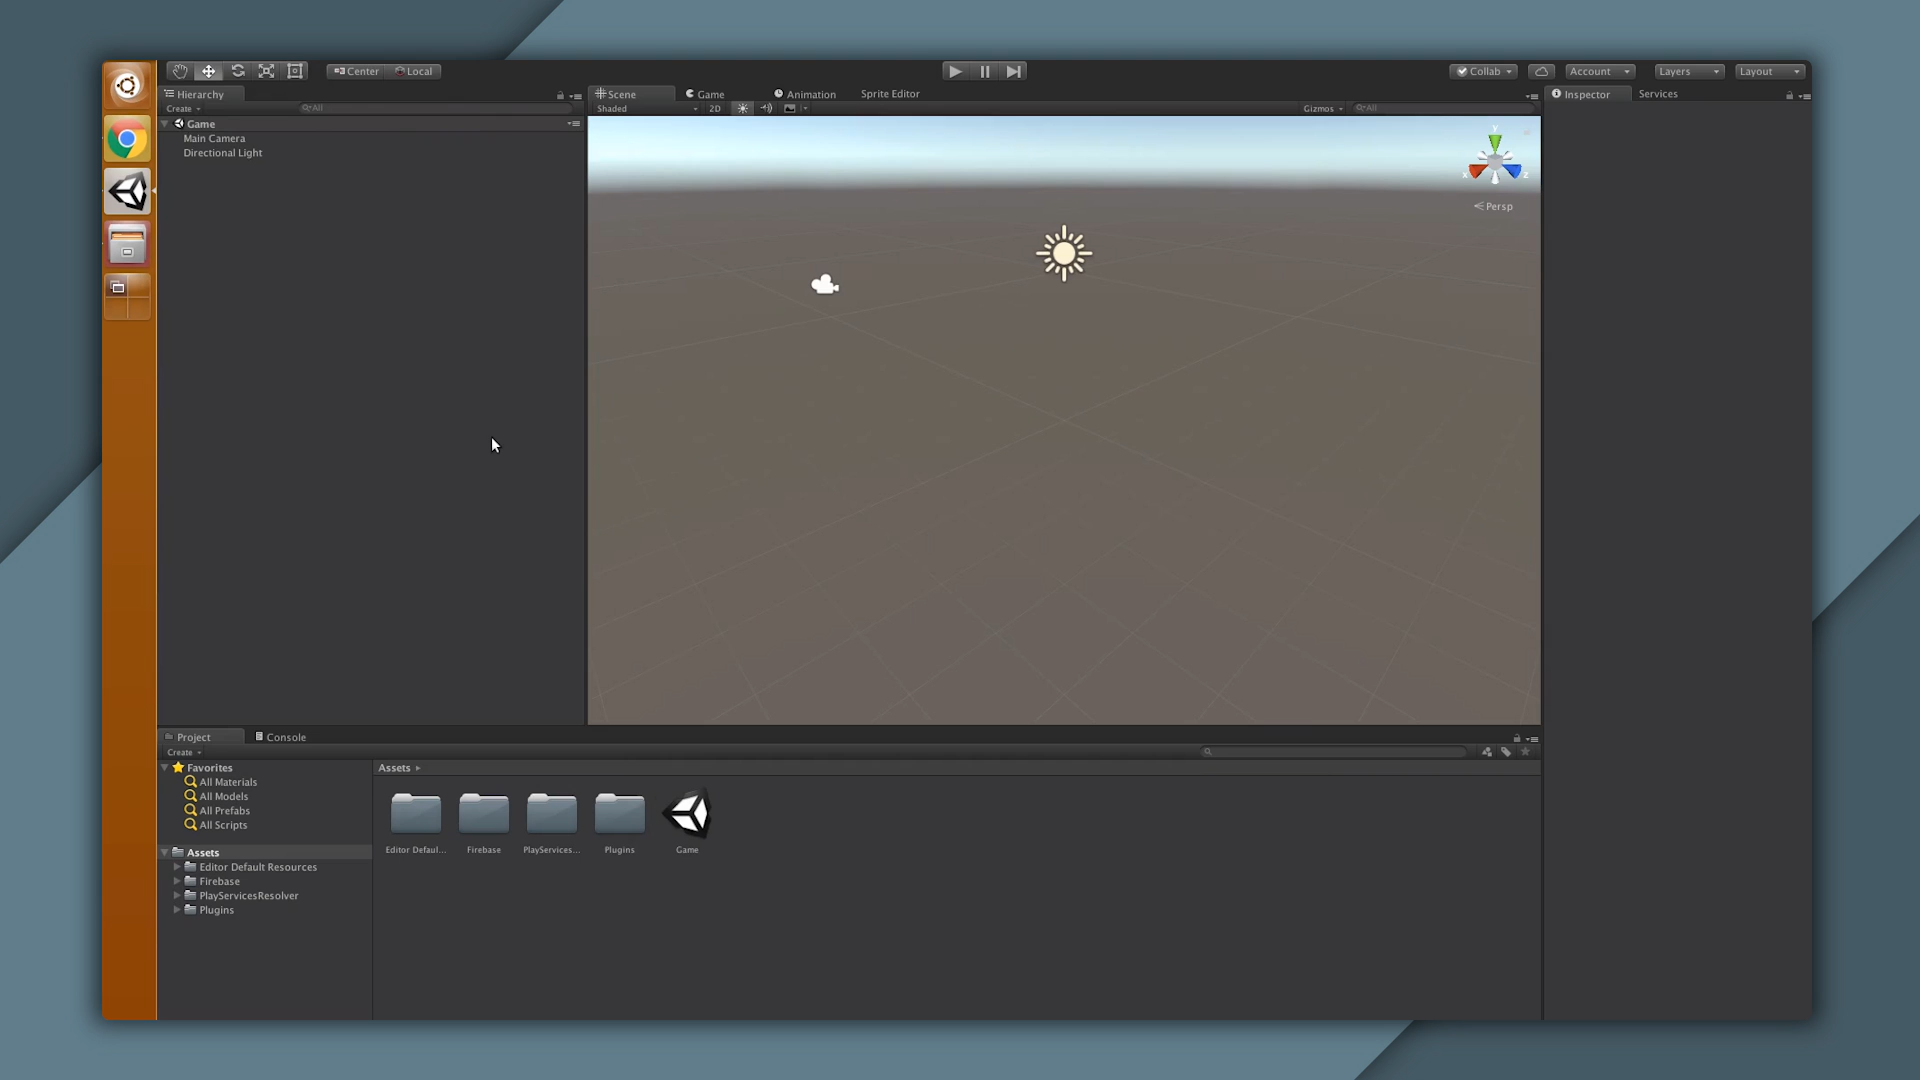 Center Local
Collab Account Layers Layout
Hierarchy
Create All
Game
Main Camera
Directional Light
Scene Game Animation Sprite Editor
Shaded 2D Gizmos All
y
x z
Persp
Inspector Services
Project Console
Create
Favorites
All Materials
All Models
All Prefabs
All Scripts
Assets
Editor Default Resources
Firebase
PlayServicesResolver
Plugins
Assets
Editor Defaul... Firebase PlayServices... Plugins Game